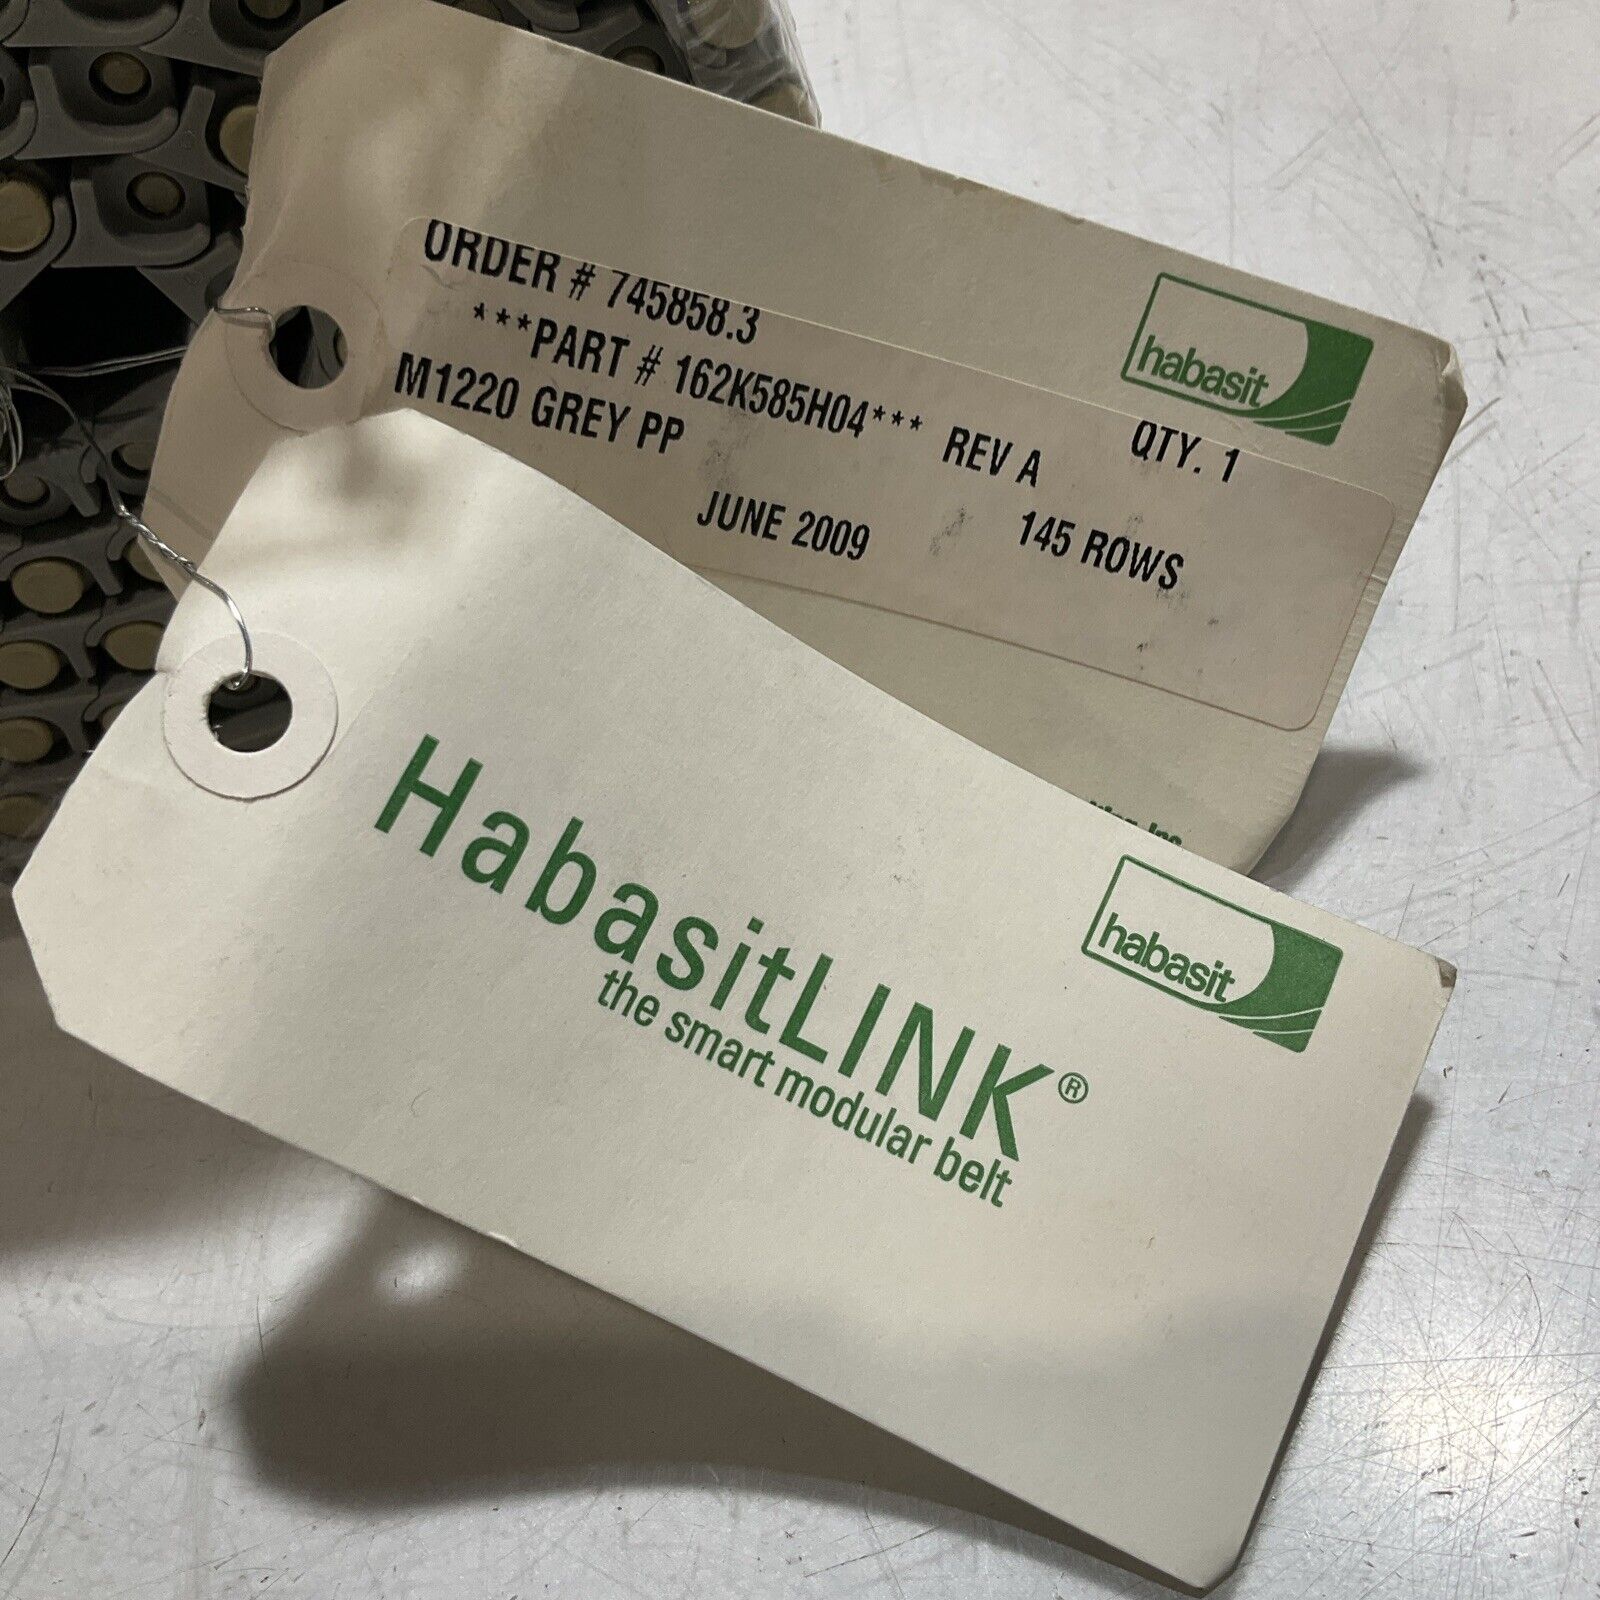 ORDER # 745858.3
***PART # 162K585H04*** REV A QTY. 1
M1220 GREY PP
JUNE 2009 145 ROWS
habasit
Inc.
HabasitLINK®
the smart modular belt
habasit